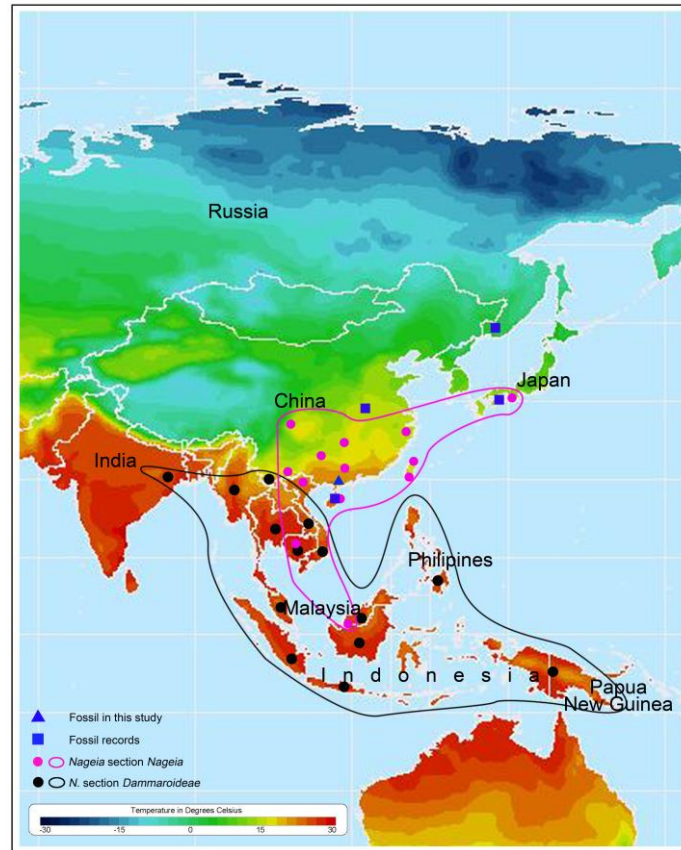 Russia
Japan
China
India
Philipines
Malaysia
Indonesia
Papua
New Guinea
Fossil in this study
Fossil records
Nageia section Nageia
N. section Dammaroideae
Temperature in Degrees Celsius
-30 -15 0 15 30